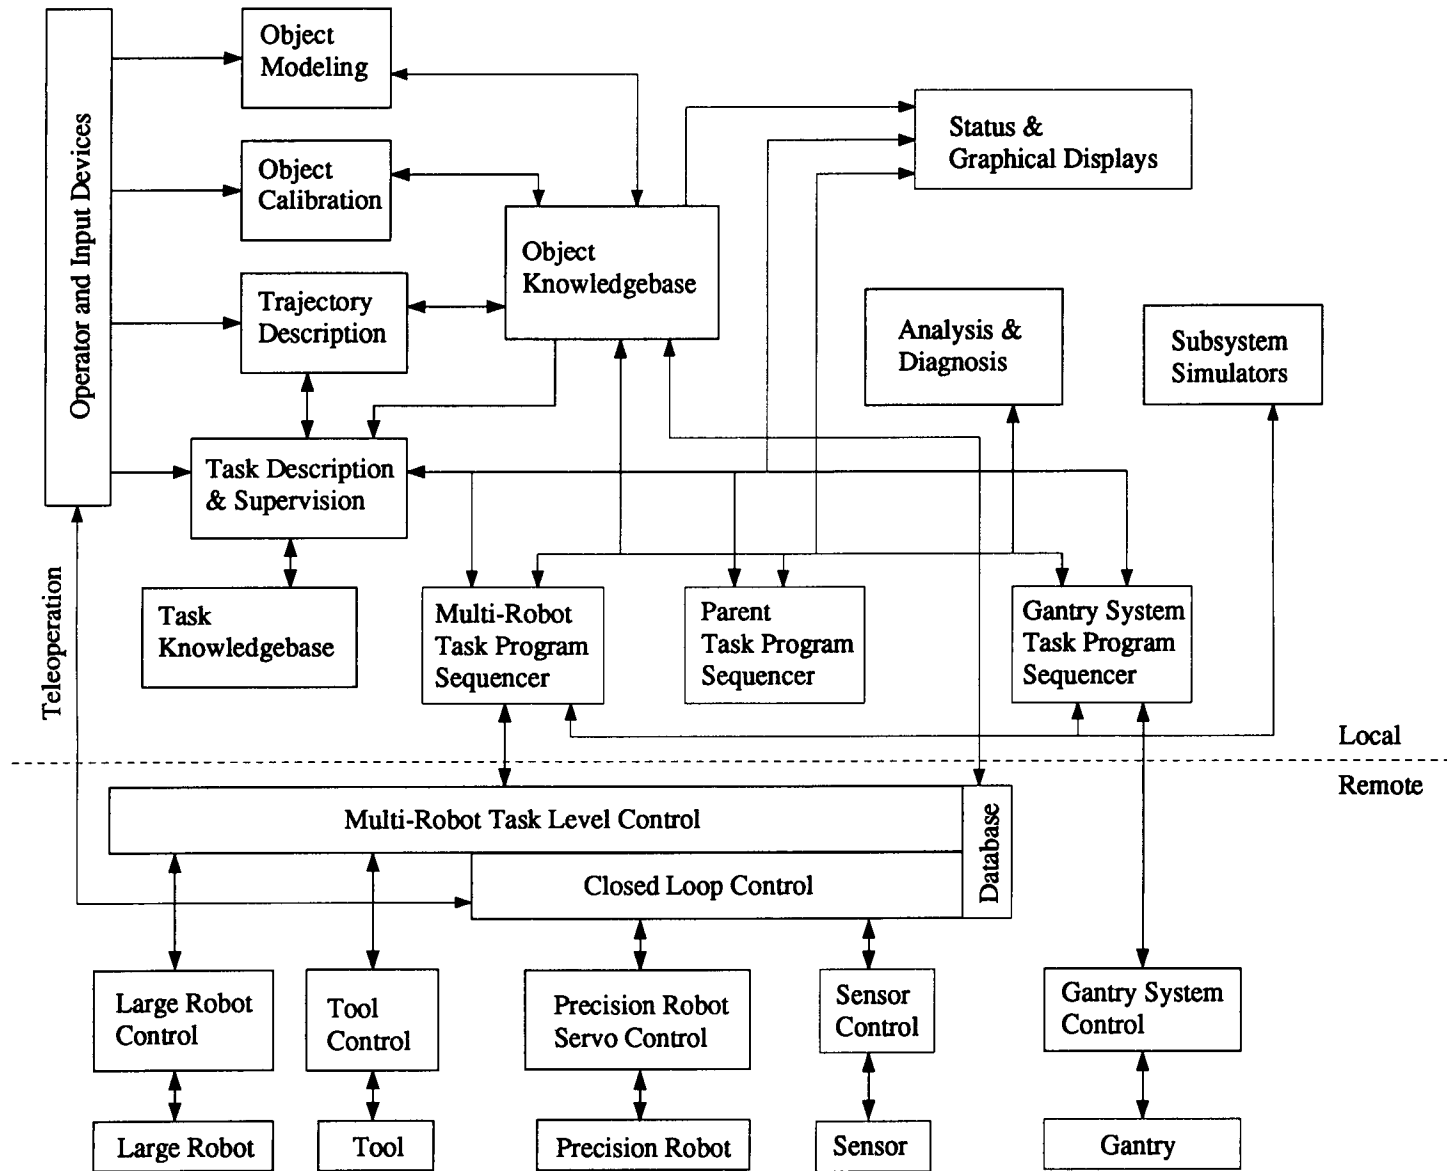 Operator and Input Devices
Object
Modeling
Object
Calibration
Trajectory
Description
Task Description
& Supervision
Task
Knowledgebase
Object
Knowledgebase
Status &
Graphical Displays
Analysis &
Diagnosis
Subsystem
Simulators
Multi-Robot
Task Program
Sequencer
Parent
Task Program
Sequencer
Gantry System
Task Program
Sequencer
Teleoperation
Local
Remote
Multi-Robot Task Level Control
Closed Loop Control
Database
Large Robot
Control
Tool
Control
Precision Robot
Servo Control
Sensor
Control
Gantry System
Control
Large Robot
Tool
Precision Robot
Sensor
Gantry